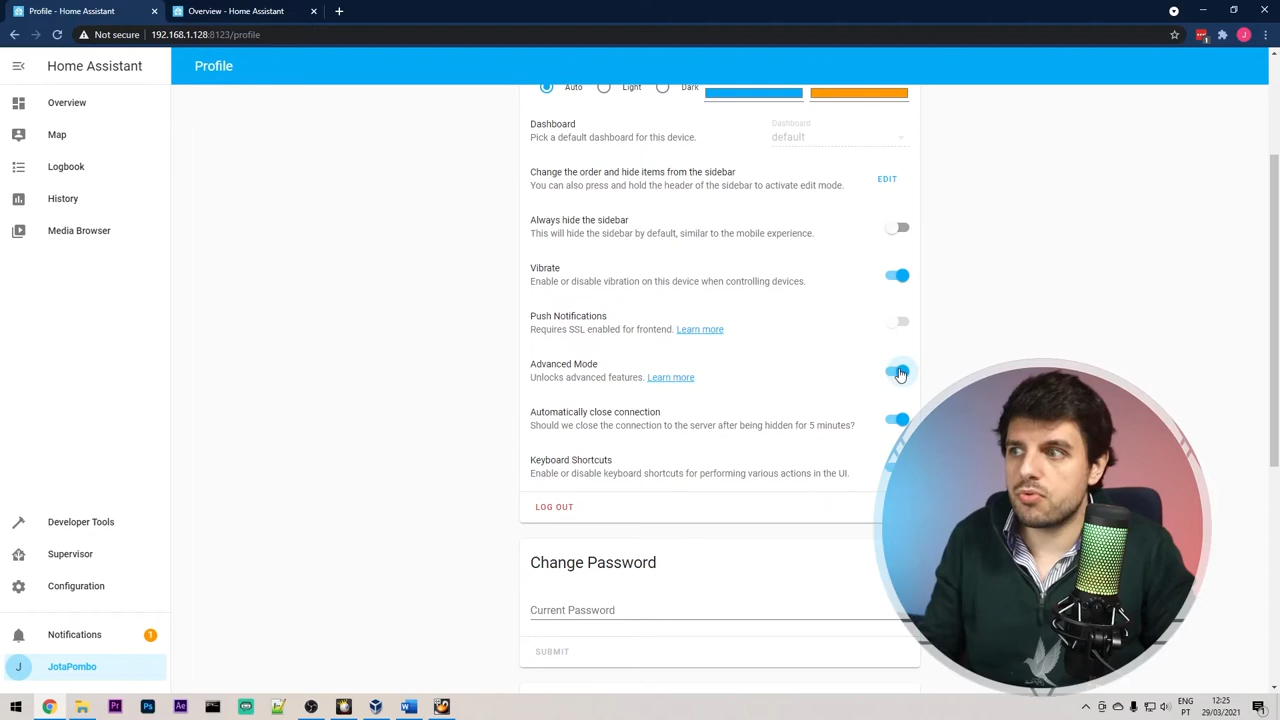 Profile - Home Assistant
Overview - Home Assistant
Not secure
192.168.1.128:8123/profile
Home Assistant
Profile
Overview
Map
Logbook
History
Media Browser
Developer Tools
Supervisor
Configuration
Notifications
1
J
JotaPombo
Auto
Light
Dark
Dashboard
Pick a default dashboard for this device.
Dashboard
default
Change the order and hide items from the sidebar
You can also press and hold the header of the sidebar to activate edit mode.
EDIT
Always hide the sidebar
This will hide the sidebar by default, similar to the mobile experience.
Vibrate
Enable or disable vibration on this device when controlling devices.
Push Notifications
Requires SSL enabled for frontend. Learn more
Advanced Mode
Unlocks advanced features. Learn more
Automatically close connection
Should we close the connection to the server after being hidden for 5 minutes?
Keyboard Shortcuts
Enable or disable keyboard shortcuts for performing various actions in the UI.
LOG OUT
Change Password
Current Password
SUBMIT
ENG
PT
12:25
29/03/2021